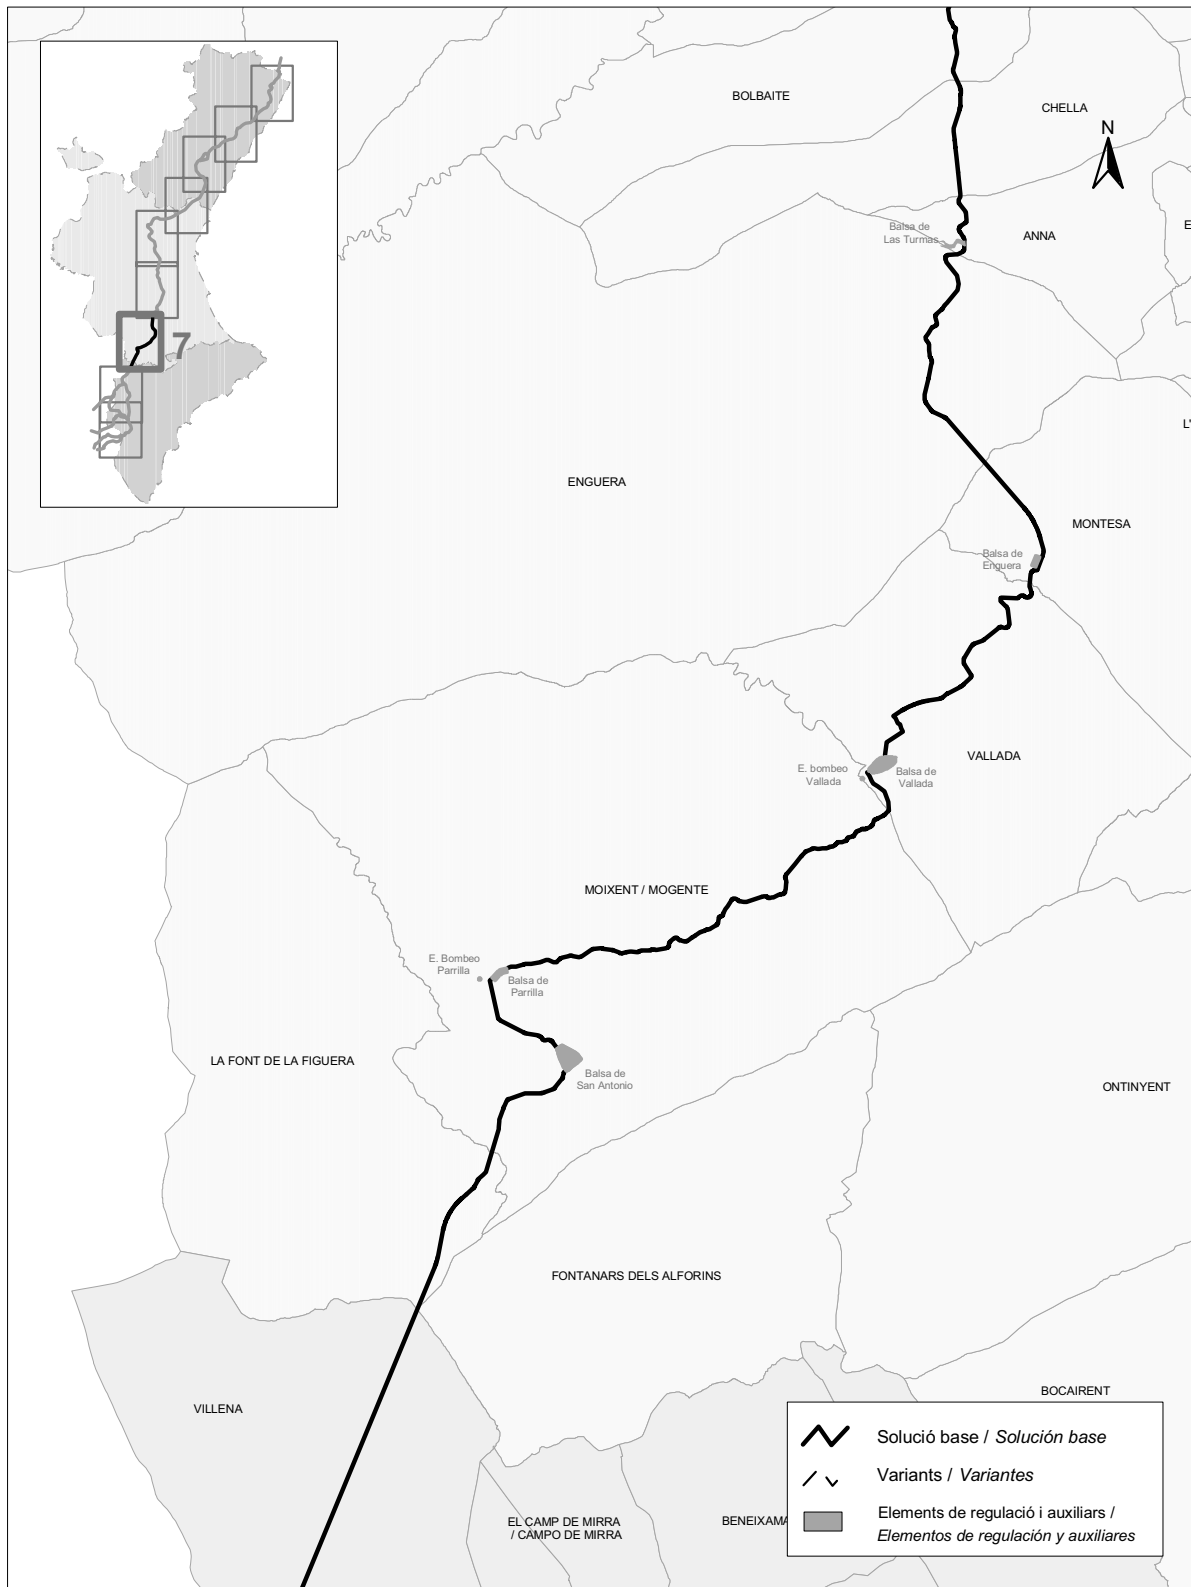 BOLBAITE
CHELLA
N
7
Balsa de
Las Turmas
ANNA
E
L'
ENGUERA
MONTESA
Balsa de
Enguera
VALLADA
E. bombeo
Vallada
Balsa de
Vallada
MOIXENT / MOGENTE
E. Bombeo
Parrilla
Balsa de
Parrilla
LA FONT DE LA FIGUERA
Balsa de
San Antonio
ONTINYENT
FONTANARS DELS ALFORINS
BOCAIRENT
VILLENA
EL CAMP DE MIRRA
/ CAMPO DE MIRRA
BENEIXAMA
Solució base / Solución base
Variants / Variantes
Elements de regulació i auxiliars /
Elementos de regulación y auxiliares